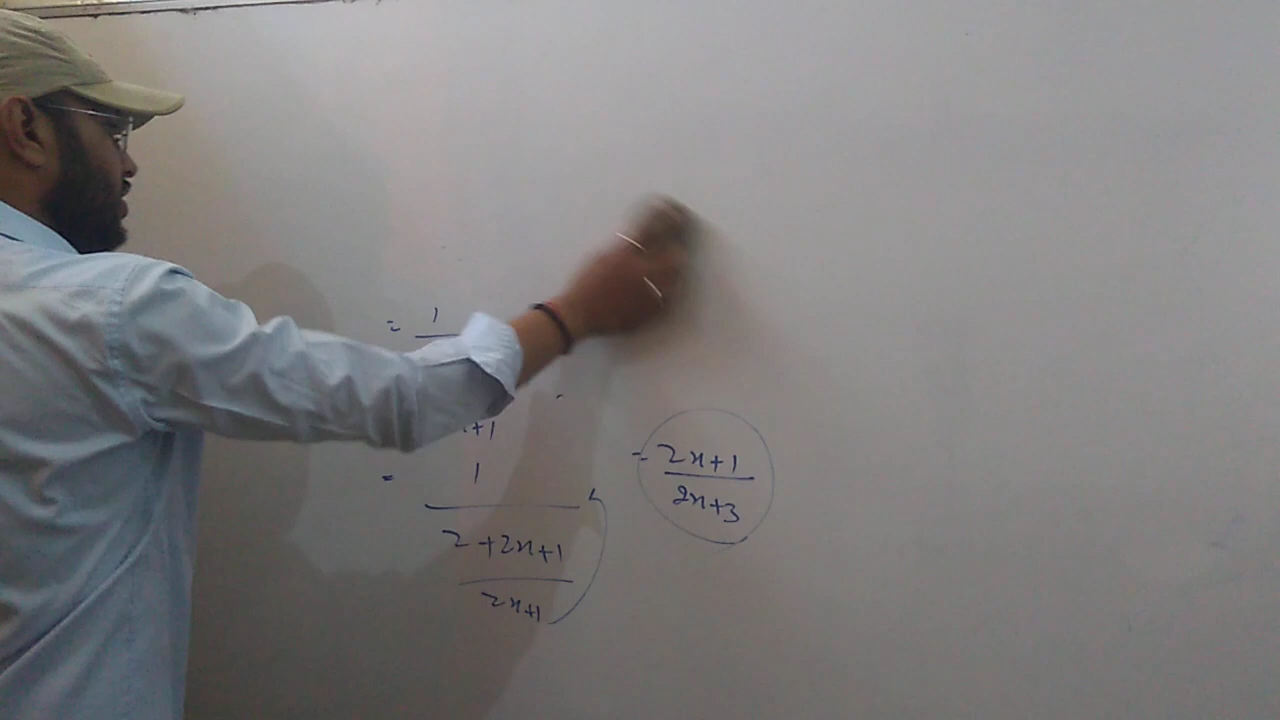 = 1
x+1
= 1
2+2x+1
2x+1
= 2x+1
2x+3